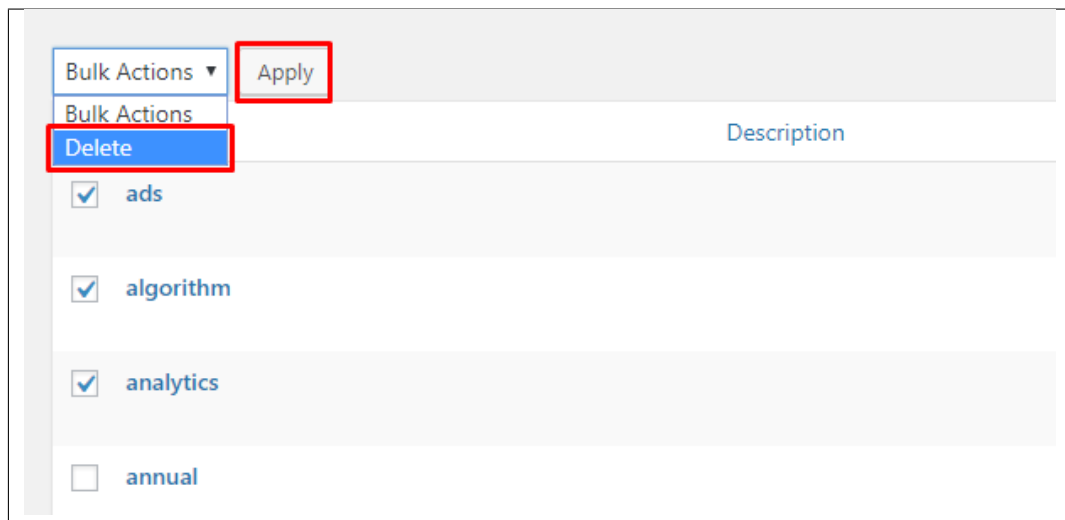 Bulk Actions ▼ Apply
Bulk Actions
Delete
Description
ads
algorithm
analytics
annual